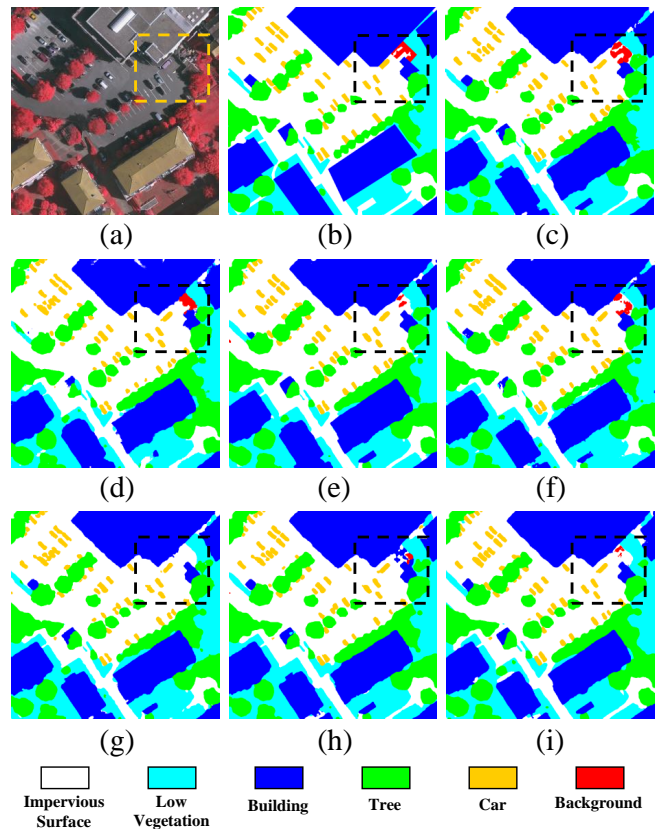 (a) (b) (c)
(d) (e) (f)
(g) (h) (i)
Impervious Low Building Tree Car Background
Surface Vegetation